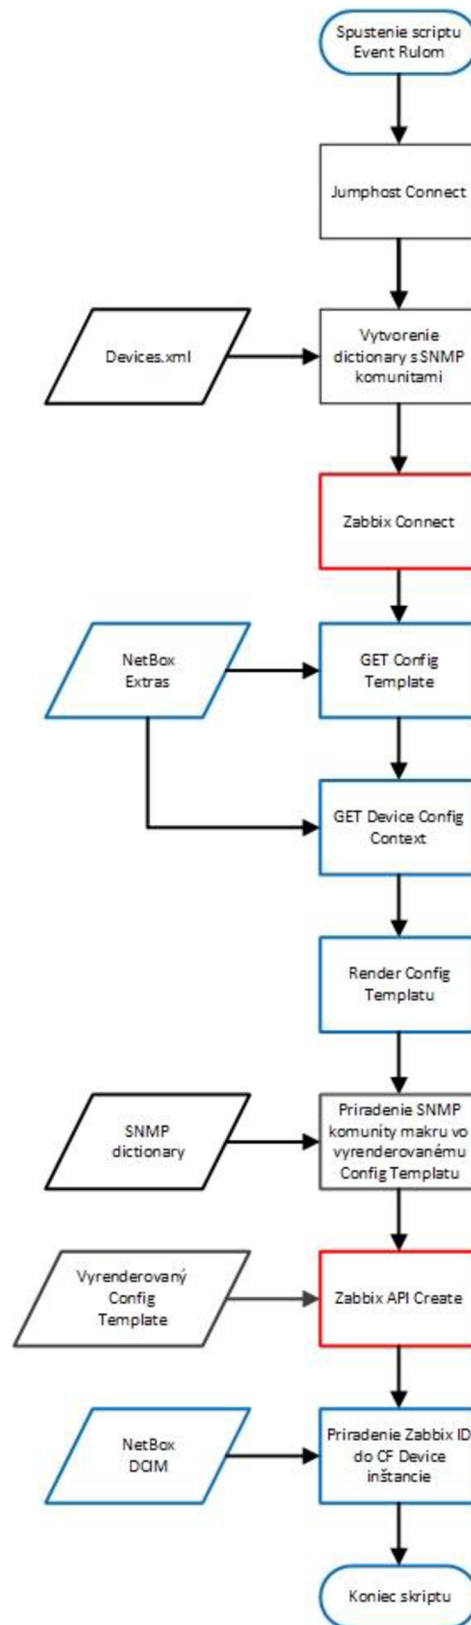 Spustenie scriptu
Event Rulom
Jumphost Connect
Devices.xml
Vytvorenie
dictionary s SNMP
komunitami
Zabbix Connect
NetBox
Extras
GET Config
Template
GET Device Config
Context
Render Config
Templatu
SNMP
dictionary
Priradenie SNMP
komunity makru vo
vyrenderovanému
Config Templatu
Vyrenderovaný
Config
Template
Zabbix API Create
NetBox
DCIM
Priradenie Zabbix ID
do CF Device
inštancie
Koniec skriptu